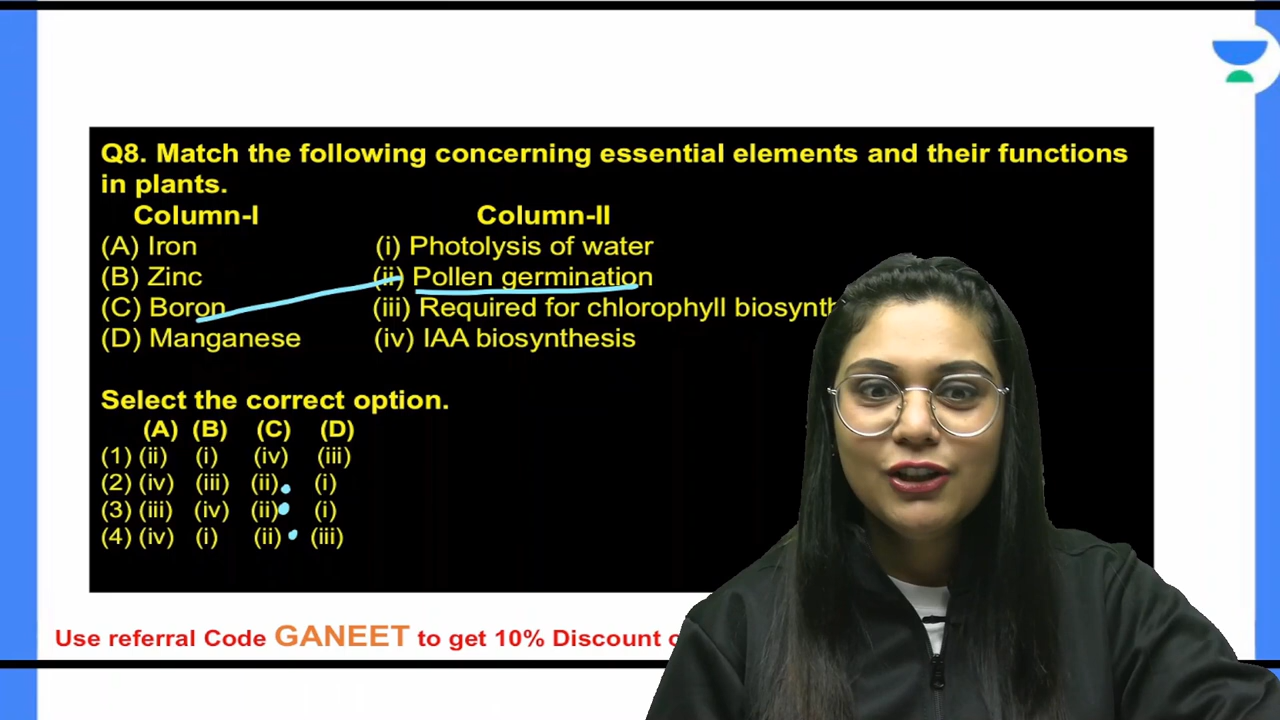 Q8. Match the following concerning essential elements and their functions
in plants.
Column-I Column-II
(A) Iron (i) Photolysis of water
(B) Zinc (ii) Pollen germination
(C) Boron (iii) Required for chlorophyll
(D) Manganese (iv) IAA biosynthesis
Select the correct option.
(A) (B) (C) (D)
(1) (ii) (i) (iv) (iii)
(2) (iv) (iii) (ii) (i)
(3) (iii) (iv) (ii) (i)
(4) (iv) (i) (ii) (iii)
Use referral Code GANEET to get 10% Discount